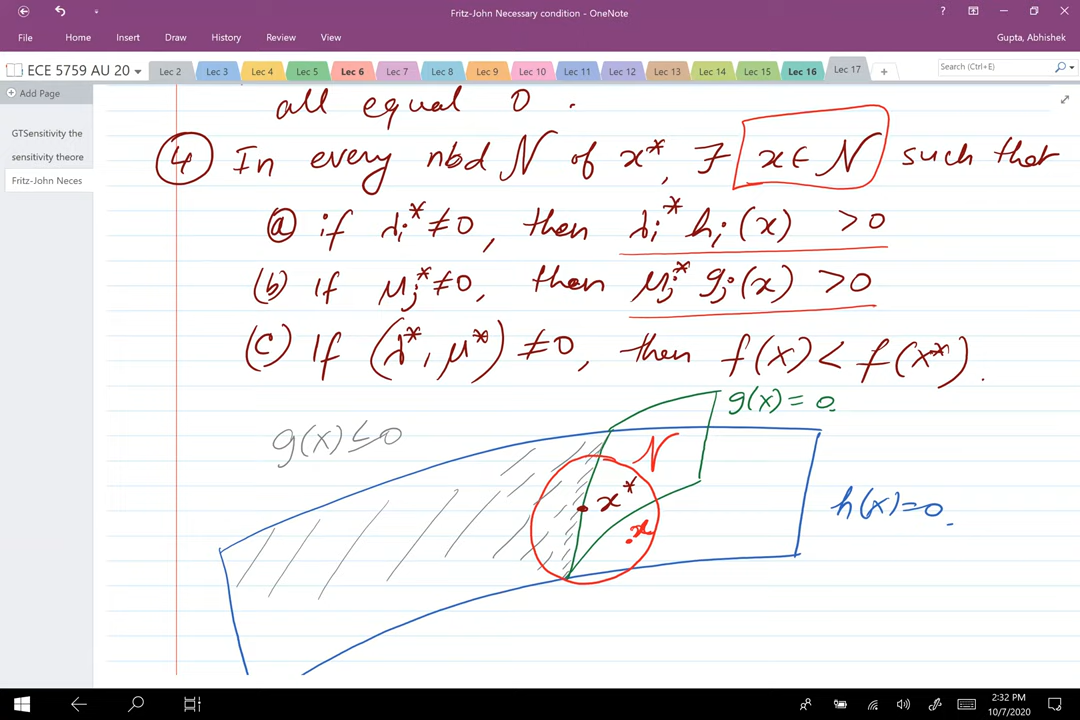 Fritz-John Necessary condition - OneNote
?
File
Home
Insert
Draw
History
Review
View
Gupta, Abhishek
ECE 5759 AU 20
Lec 2
Lec 3
Lec 4
Lec 5
Lec 6
Lec 7
Lec 8
Lec 9
Lec 10
Lec 11
Lec 12
Lec 13
Lec 14
Lec 15
Lec 16
Lec 17
+
Search (Ctrl+E)
Add Page
GTSensitivity the
sensitivity theore
Fritz-John Neces
all equal 0 .
④ In every nbd N of x*, ∃ x ∈ N such that
ⓐ if λi* ≠ 0, then λi* hi(x) > 0
(b) If μj* ≠ 0, then μj* gj(x) > 0
(c) If (λ*, μ*) ≠ 0, then f(x) < f(x*).
g(x) = 0.
g(x) ≤ 0
N
x*
x
h(x) = 0.
2:32 PM
10/7/2020